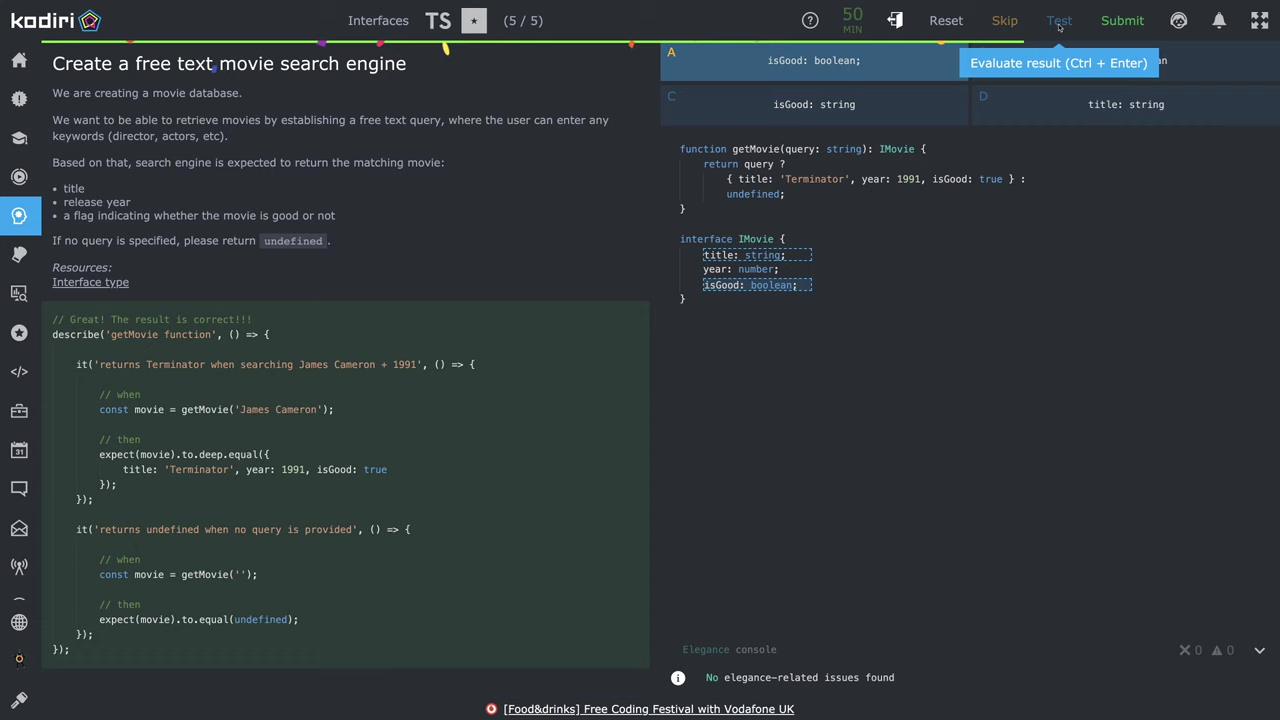 kodiri
Interfaces TS (5 / 5)
? 50 MIN Reset Skip Test Submit
Create a free text movie search engine
We are creating a movie database.
We want to be able to retrieve movies by establishing a free text query, where the user can enter any
keywords (director, actors, etc).
Based on that, search engine is expected to return the matching movie:
• title
• release year
• a flag indicating whether the movie is good or not
If no query is specified, please return undefined.
Resources:
Interface type
// Great! The result is correct!!!
describe('getMovie function', () => {
it('returns Terminator when searching James Cameron + 1991', () => {
// when
const movie = getMovie('James Cameron');
// then
expect(movie).to.deep.equal({
title: 'Terminator', year: 1991, isGood: true
});
});
it('returns undefined when no query is provided', () => {
// when
const movie = getMovie('');
// then
expect(movie).to.equal(undefined);
});
});
A isGood: boolean;
Evaluate result (Ctrl + Enter)
C isGood: string
D title: string
function getMovie(query: string): IMovie {
return query ?
{ title: 'Terminator', year: 1991, isGood: true } :
undefined;
}
interface IMovie {
title: string;
year: number;
isGood: boolean;
}
Elegance console 0 0
No elegance-related issues found
31
[Food&drinks] Free Coding Festival with Vodafone UK